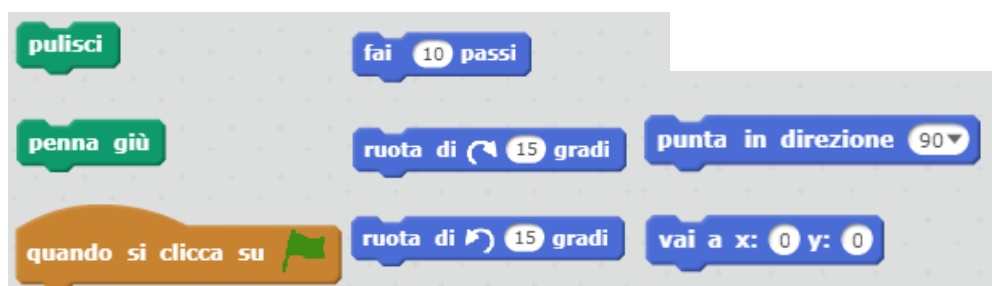 pulisci
fai 10 passi
penna giù
ruota di 15 gradi
punta in direzione 90
quando si clicca su
ruota di 15 gradi
vai a x: 0 y: 0